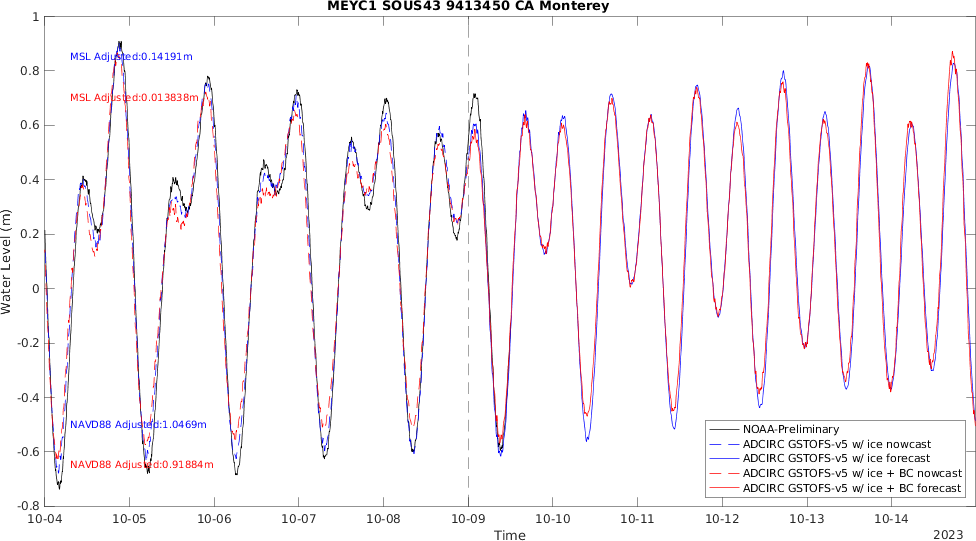 MEYC1 SOUS43 9413450 CA Monterey
1
0.8
0.6
0.4
0.2
0
-0.2
-0.4
-0.6
-0.8
Water Level (m)
MSL Adjusted:0.14191m
MSL Adjusted:0.013838m
NAVD88 Adjusted:1.0469m
NAVD88 Adjusted:0.91884m
NOAA-Preliminary
ADCIRC GSTOFS-v5 w/ ice nowcast
ADCIRC GSTOFS-v5 w/ ice forecast
ADCIRC GSTOFS-v5 w/ ice + BC nowcast
ADCIRC GSTOFS-v5 w/ ice + BC forecast
10-04 10-05 10-06 10-07 10-08 10-09 10-10 10-11 10-12 10-13 10-14
Time
2023